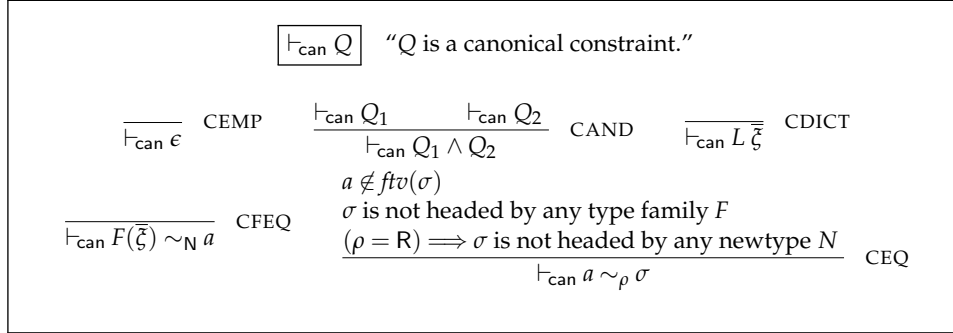 ⊢can Q "Q is a canonical constraint."
⊢can ϵ CEMP
⊢can Q1 ⊢can Q2
⊢can Q1 ∧ Q2 CAND
⊢can L ξ̅ CDICT
⊢can F(ξ̅) ∼N a CFEQ
a ∉ ftv(σ)
σ is not headed by any type family F
(ρ = R) ⟹ σ is not headed by any newtype N
⊢can a ∼ρ σ CEQ